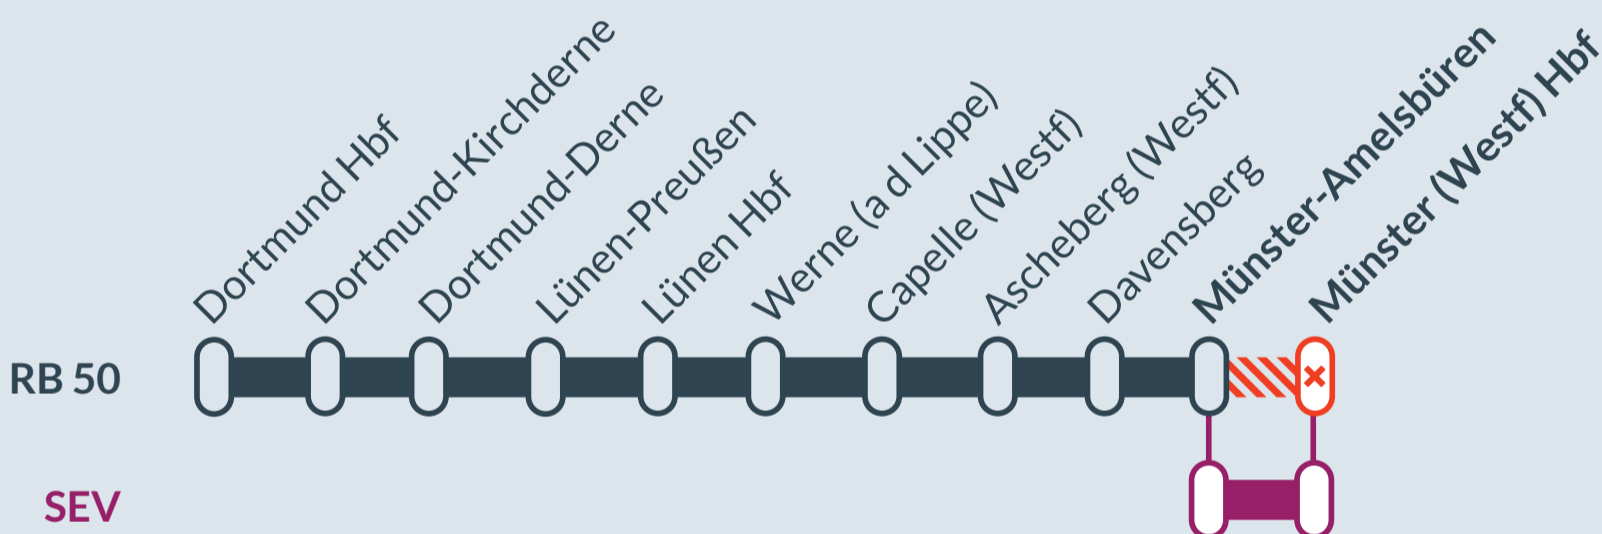 Dortmund Hbf
Dortmund-Kirchderne
Dortmund-Derne
Lünen-Preußen
Lünen Hbf
Werne (a d Lippe)
Capelle (Westf)
Ascheberg (Westf)
Davensberg
Münster-Amelsbüren
Münster (Westf) Hbf
RB 50
SEV